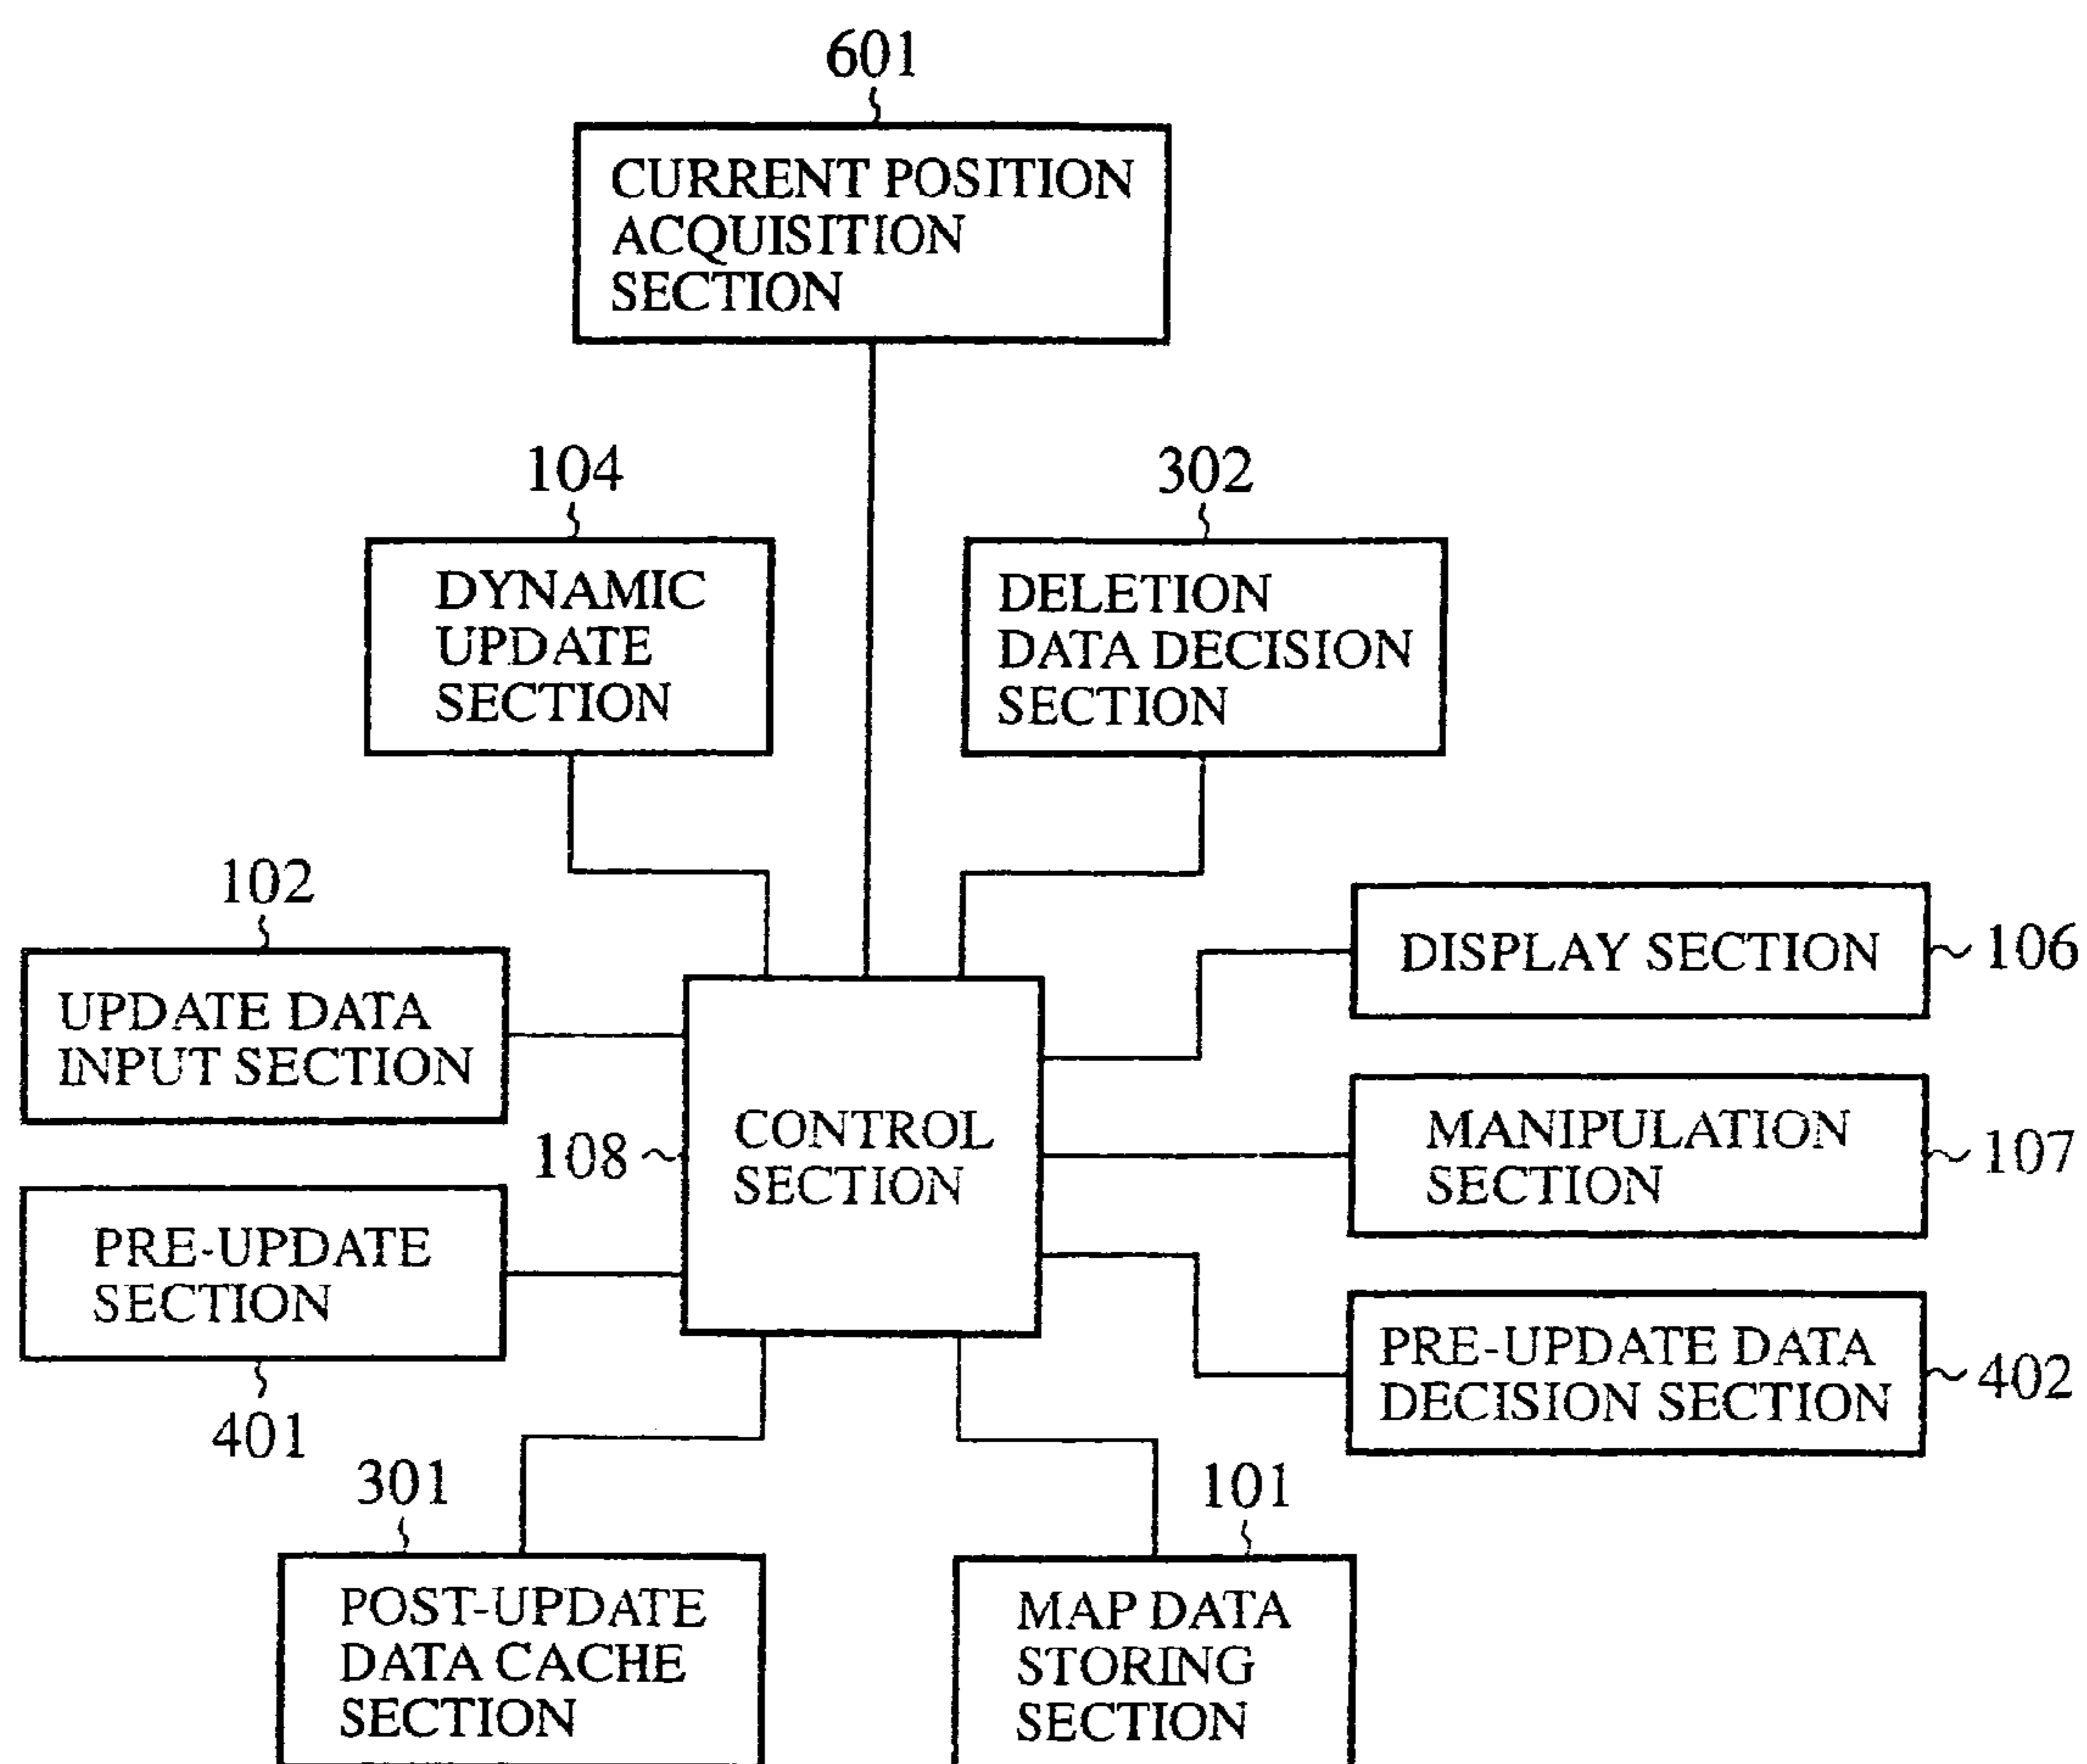 601
CURRENT POSITION
ACQUISITION
SECTION
104
DYNAMIC
UPDATE
SECTION
302
DELETION
DATA DECISION
SECTION
102
UPDATE DATA
INPUT SECTION
DISPLAY SECTION
106
108
CONTROL
SECTION
MANIPULATION
SECTION
107
PRE-UPDATE
SECTION
401
PRE-UPDATE DATA
DECISION SECTION
402
301
POST-UPDATE
DATA CACHE
SECTION
101
MAP DATA
STORING
SECTION